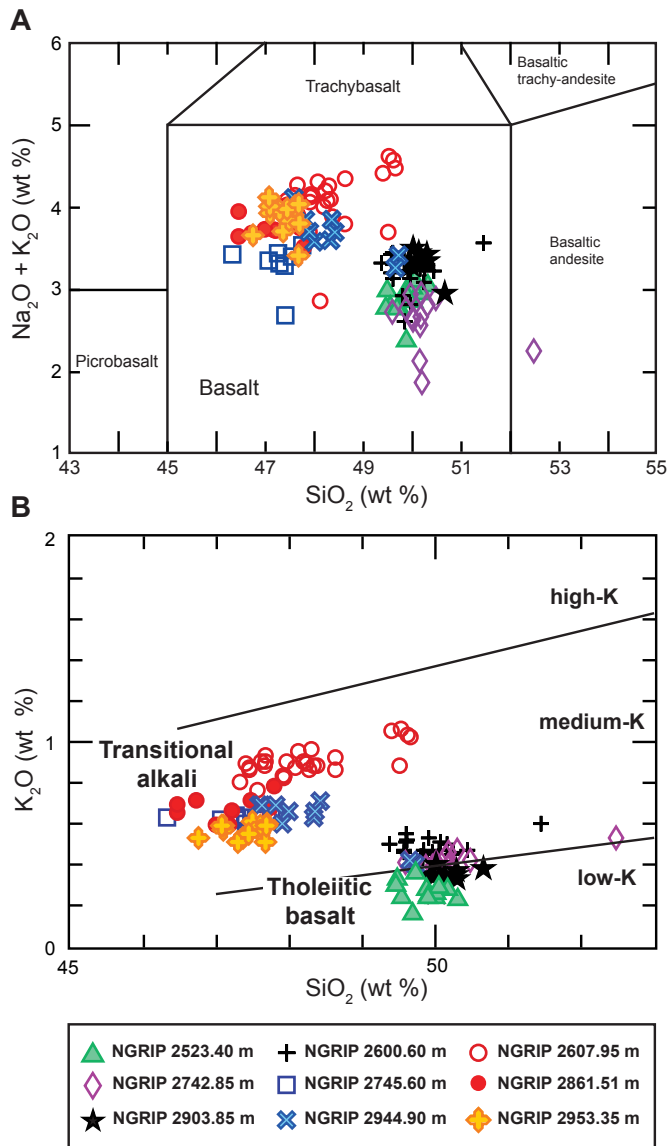 A
6
5
4
3
2
1
Na₂O + K₂O (wt %)
Trachybasalt
Basaltic
trachy-andesite
Basaltic
andesite
Picrobasalt
Basalt
43 45 47 49 51 53 55
SiO₂ (wt %)
B
2
1
0
K₂O (wt %)
high-K
medium-K
Transitional
alkali
low-K
Tholeiitic
basalt
45 50
SiO₂ (wt %)
NGRIP 2523.40 m NGRIP 2600.60 m NGRIP 2607.95 m
NGRIP 2742.85 m NGRIP 2745.60 m NGRIP 2861.51 m
NGRIP 2903.85 m NGRIP 2944.90 m NGRIP 2953.35 m